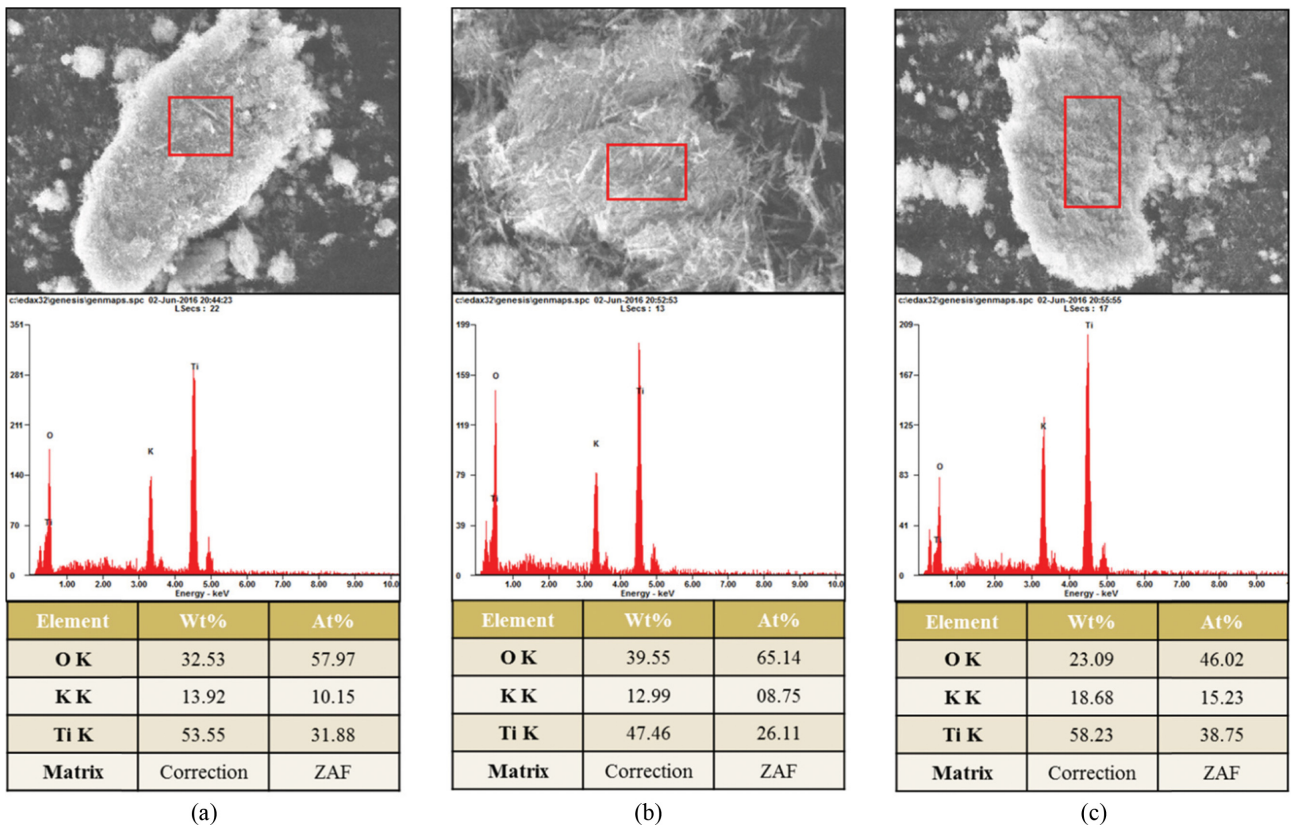 c:\edax32\genesis\genmaps.spc 02-Jun-2016 20:44:23
LSecs : 22
351
281
211
140
70
0
O
Ti
K
Ti
1.00 2.00 3.00 4.00 5.00 6.00 7.00 8.00 9.00 10.0
Energy - keV
Element Wt% At%
O K 32.53 57.97
K K 13.92 10.15
Ti K 53.55 31.88
Matrix Correction ZAF
(a)
c:\edax32\genesis\genmaps.spc 02-Jun-2016 20:52:53
LSecs : 13
199
159
119
79
39
0
O
Ti
K
Ti
1.00 2.00 3.00 4.00 5.00 6.00 7.00 8.00 9.00 10.0
Energy - keV
Element Wt% At%
O K 39.55 65.14
K K 12.99 08.75
Ti K 47.46 26.11
Matrix Correction ZAF
(b)
c:\edax32\genesis\genmaps.spc 02-Jun-2016 20:55:55
LSecs : 17
209
167
125
83
41
0
O
Ti
K
Ti
1.00 2.00 3.00 4.00 5.00 6.00 7.00 8.00 9.00
Energy - keV
Element Wt% At%
O K 23.09 46.02
K K 18.68 15.23
Ti K 58.23 38.75
Matrix Correction ZAF
(c)